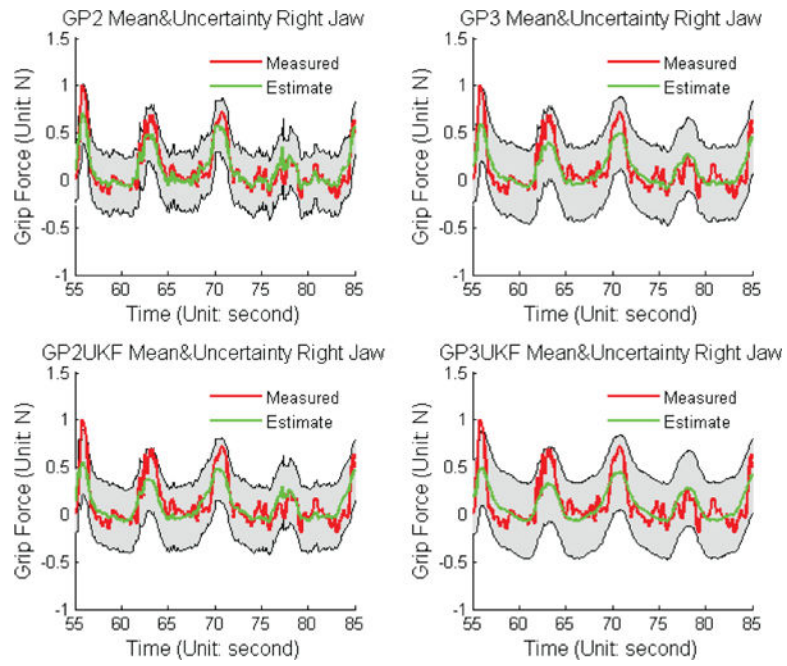 GP2 Mean&Uncertainty Right Jaw
1.5
1
0.5
0
-0.5
-1
Grip Force (Unit: N)
Measured
Estimate
55 60 65 70 75 80 85
Time (Unit: second)
GP3 Mean&Uncertainty Right Jaw
1.5
1
0.5
0
-0.5
-1
Grip Force (Unit: N)
Measured
Estimate
55 60 65 70 75 80 85
Time (Unit: second)
GP2UKF Mean&Uncertainty Right Jaw
1.5
1
0.5
0
-0.5
-1
Grip Force (Unit: N)
Measured
Estimate
55 60 65 70 75 80 85
Time (Unit: second)
GP3UKF Mean&Uncertainty Right Jaw
1.5
1
0.5
0
-0.5
-1
Grip Force (Unit: N)
Measured
Estimate
55 60 65 70 75 80 85
Time (Unit: second)